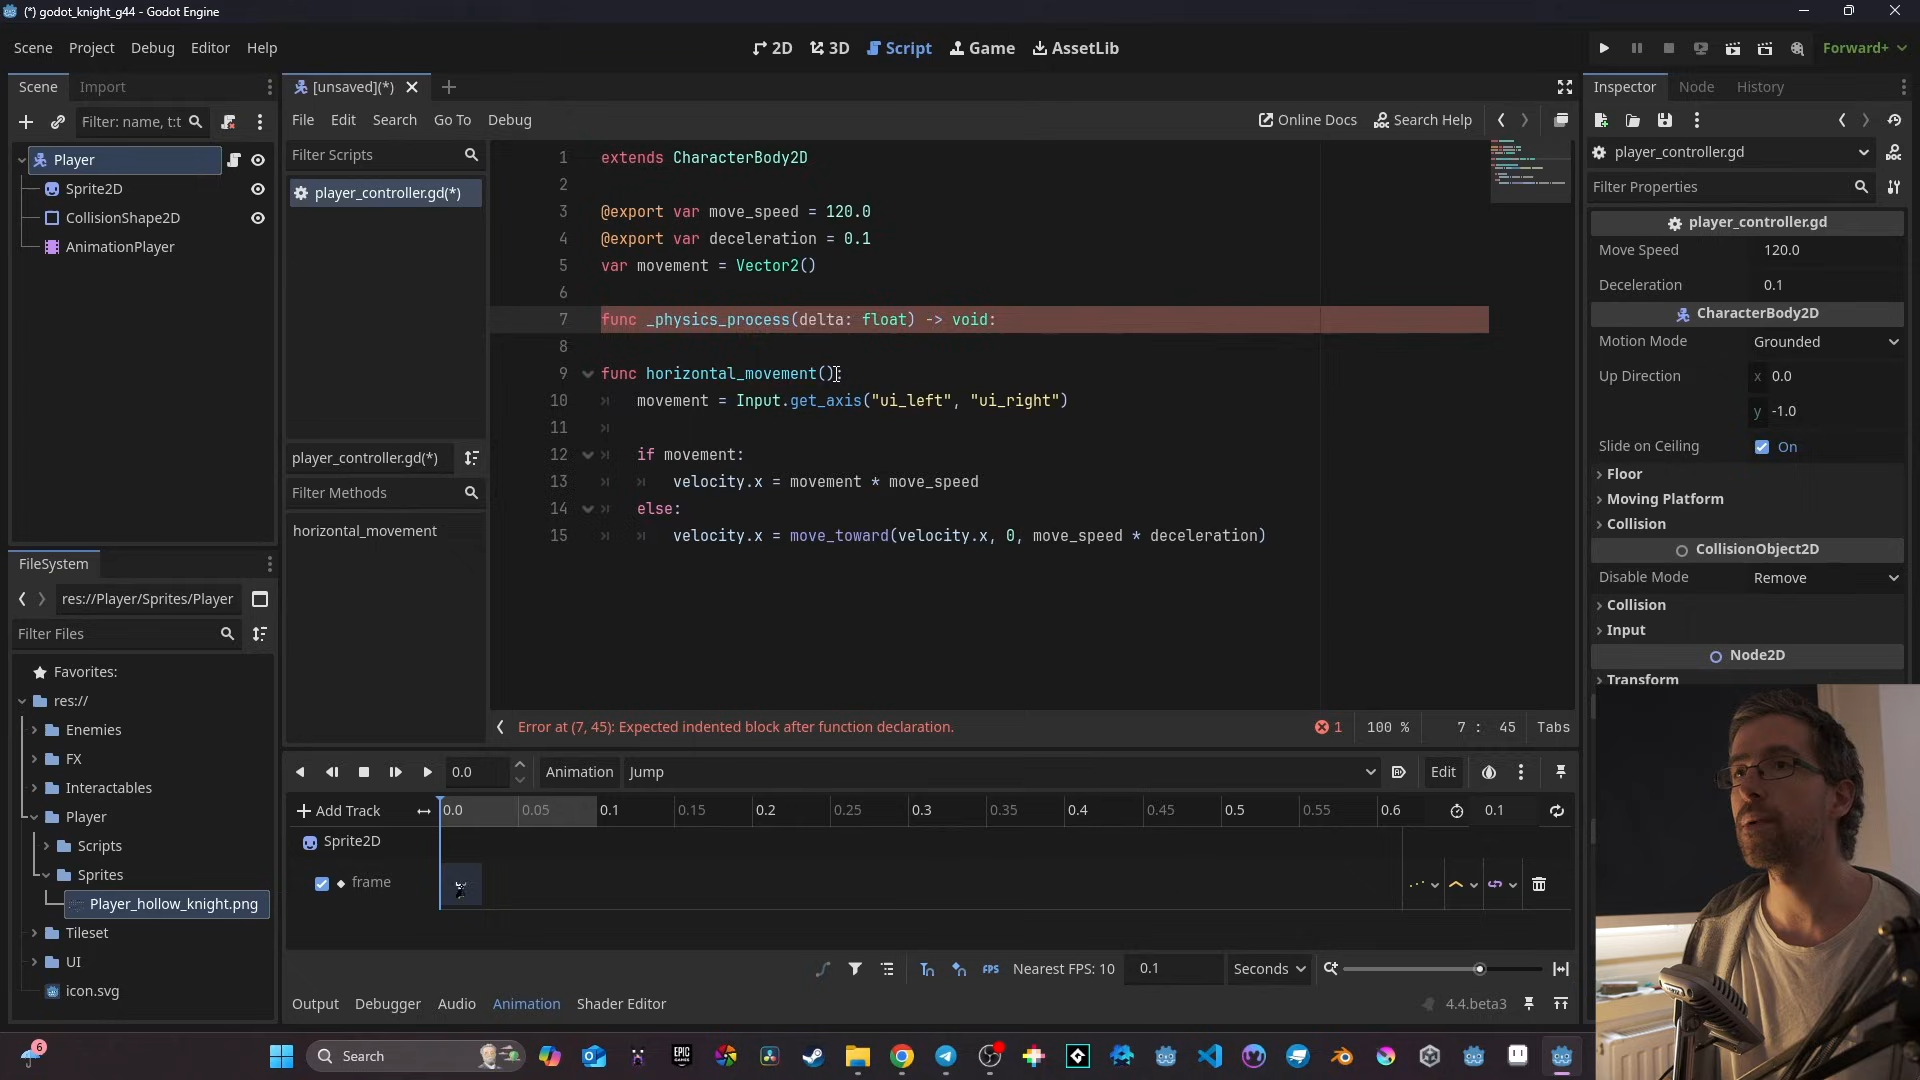 (*) godot_knight_g44 - Godot Engine
Scene Project Debug Editor Help
2D 3D Script Game AssetLib
Forward+
Scene Import
Filter: name, t:t
Player
Sprite2D
CollisionShape2D
AnimationPlayer
[unsaved](*)
File Edit Search Go To Debug
Online Docs Search Help
Filter Scripts
player_controller.gd(*)
player_controller.gd(*)
Filter Methods
horizontal_movement
1 extends CharacterBody2D
2
3 @export var move_speed = 120.0
4 @export var deceleration = 0.1
5 var movement = Vector2()
6
7 func _physics_process(delta: float) -> void:
8
9 func horizontal_movement():
10 movement = Input.get_axis("ui_left", "ui_right")
11
12 if movement:
13 velocity.x = movement * move_speed
14 else:
15 velocity.x = move_toward(velocity.x, 0, move_speed * deceleration)
Error at (7, 45): Expected indented block after function declaration.
1 100 % 7 : 45 Tabs
Inspector Node History
player_controller.gd
Filter Properties
player_controller.gd
Move Speed 120.0
Deceleration 0.1
CharacterBody2D
Motion Mode Grounded
Up Direction x 0.0
y -1.0
Slide on Ceiling On
Floor
Moving Platform
Collision
CollisionObject2D
Disable Mode Remove
Collision
Input
Node2D
Transform
FileSystem
res://Player/Sprites/Player
Filter Files
Favorites:
res://
Enemies
FX
Interactables
Player
Scripts
Sprites
Player_hollow_knight.png
Tileset
UI
icon.svg
0.0 Animation Jump Edit
Add Track 0.0 0.05 0.1 0.15 0.2 0.25 0.3 0.35 0.4 0.45 0.5 0.55 0.6 0.1
Sprite2D
frame
FPS Nearest FPS: 10 0.1 Seconds
Output Debugger Audio Animation Shader Editor 4.4.beta3
6
Search
EPIC GAMES